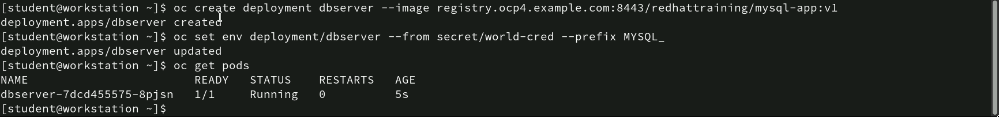 [student@workstation ~]$ oc create deployment dbserver --image registry.ocp4.example.com:8443/redhattraining/mysql-app:v1
deployment.apps/dbserver created
[student@workstation ~]$ oc set env deployment/dbserver --from secret/world-cred --prefix MYSQL_
deployment.apps/dbserver updated
[student@workstation ~]$ oc get pods
NAME                        READY   STATUS    RESTARTS   AGE
dbserver-7dcd455575-8pjsn   1/1     Running   0          5s
[student@workstation ~]$